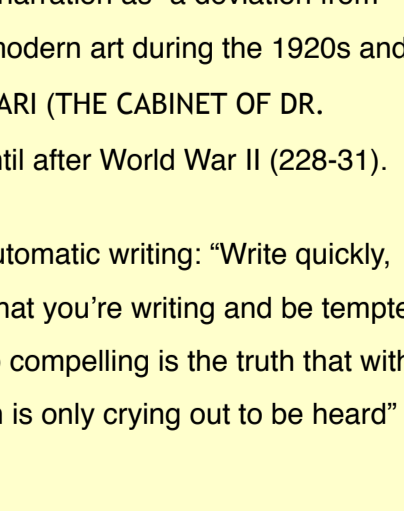 narration as "a deviation from
modern art during the 1920s and
ARI (THE CABINET OF DR.
ntil after World War II (228-31).
utomatic writing: “Write quickly,
hat you’re writing and be tempte
compelling is the truth that with
is only crying out to be heard”